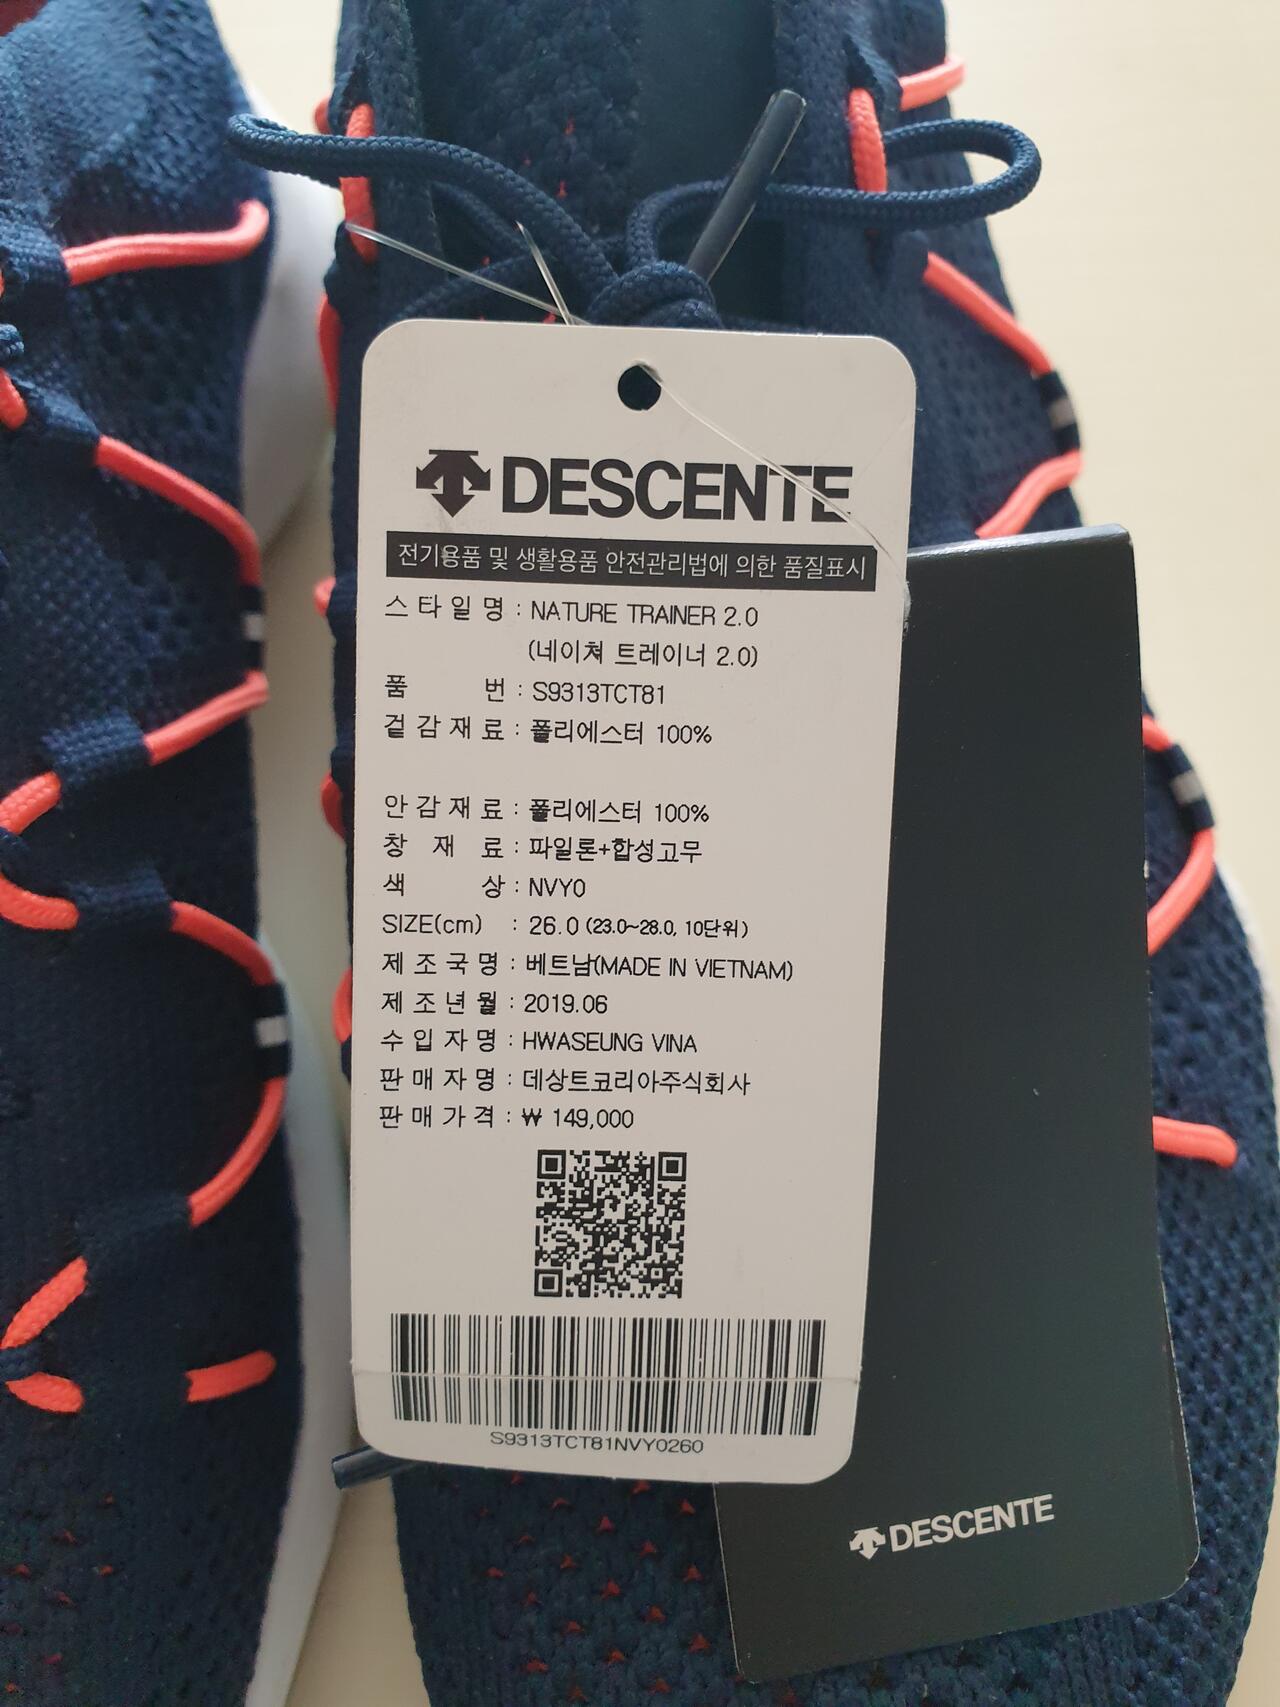 DESCENTE
전기용품 및 생활용품 안전관리법에 의한 품질표시
스타일명 : NATURE TRAINER 2.0
(네이쳐 트레이너 2.0)
품 번 : S9313TCT81
겉감재료 : 폴리에스터 100%
안감재료 : 폴리에스터 100%
창 재 료 : 파일론+합성고무
색 상 : NVY0
SIZE(cm) : 26.0 (23.0~28.0, 10단위)
제조국명 : 베트남(MADE IN VIETNAM)
제조년월 : 2019.06
수입자명 : HWASEUNG VINA
판매자명 : 데상트코리아주식회사
판매가격 : ₩ 149,000
S9313TCT81NVY0260
DESCENTE